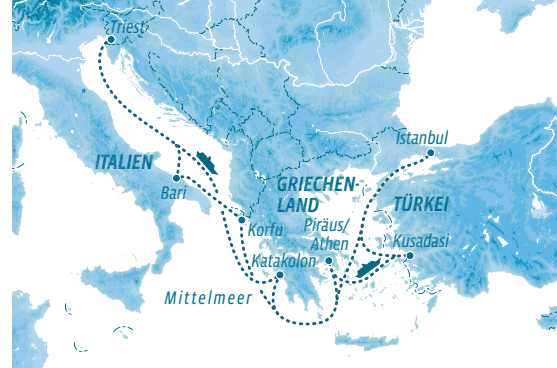 Triest
Istanbul
ITALIEN
GRIECHEN-
LAND
Bari
TÜRKEI
Korfu
Piräus/
Athen
Kusadasi
Katakolon
Mittelmeer